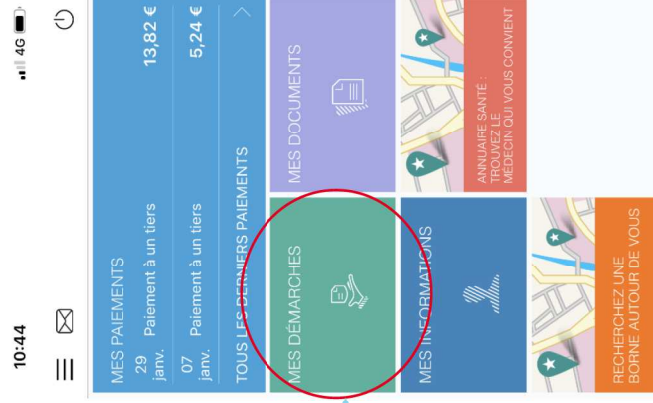 10:44
4G
MES PAIEMENTS
29 janv. Paiement à un tiers 13,82 €
07 janv. Paiement à un tiers 5,24 €
TOUS LES DERNIERS PAIEMENTS
MES DÉMARCHES
MES DOCUMENTS
MES INFORMATIONS
ANNUAIRE SANTÉ :
TROUVEZ LE
MÉDECIN QUI VOUS CONVIENT
RECHERCHEZ UNE
BORNE AUTOUR DE VOUS